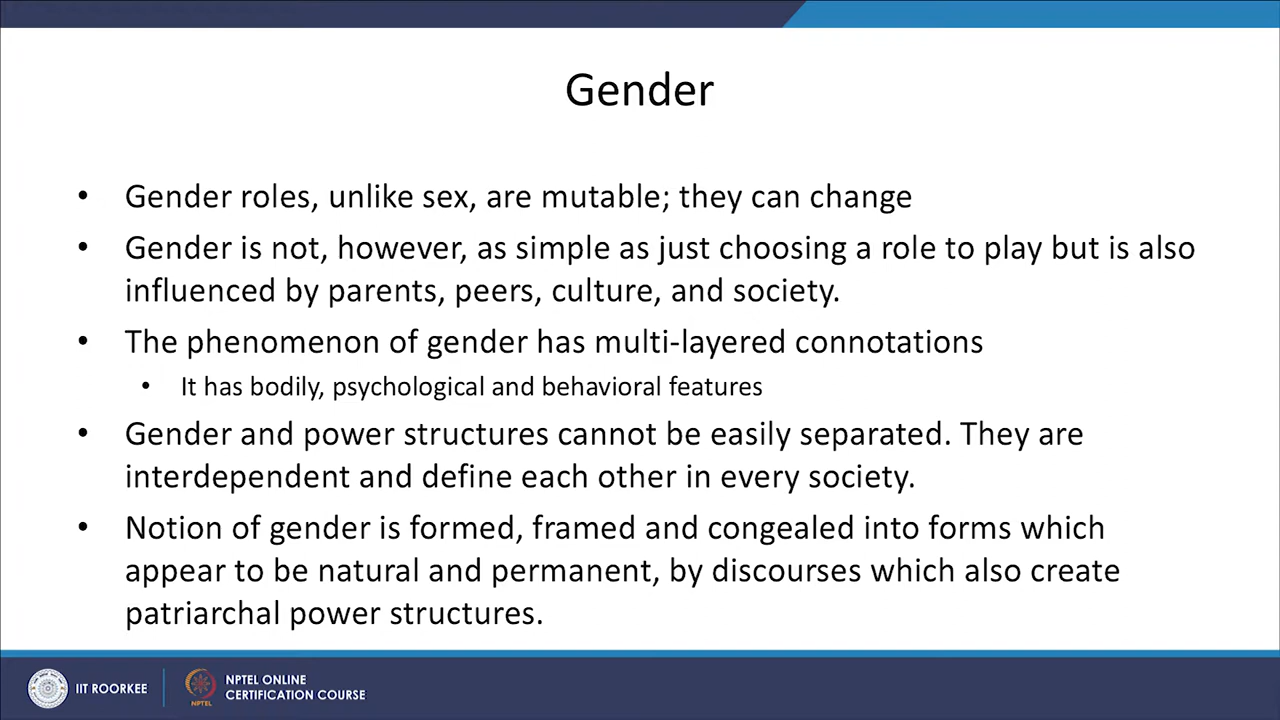 Gender
• Gender roles, unlike sex, are mutable; they can change
• Gender is not, however, as simple as just choosing a role to play but is also
influenced by parents, peers, culture, and society.
• The phenomenon of gender has multi-layered connotations
• It has bodily, psychological and behavioral features
• Gender and power structures cannot be easily separated. They are
interdependent and define each other in every society.
• Notion of gender is formed, framed and congealed into forms which
appear to be natural and permanent, by discourses which also create
patriarchal power structures.
IIT ROORKEE
NPTEL
NPTEL ONLINE
CERTIFICATION COURSE